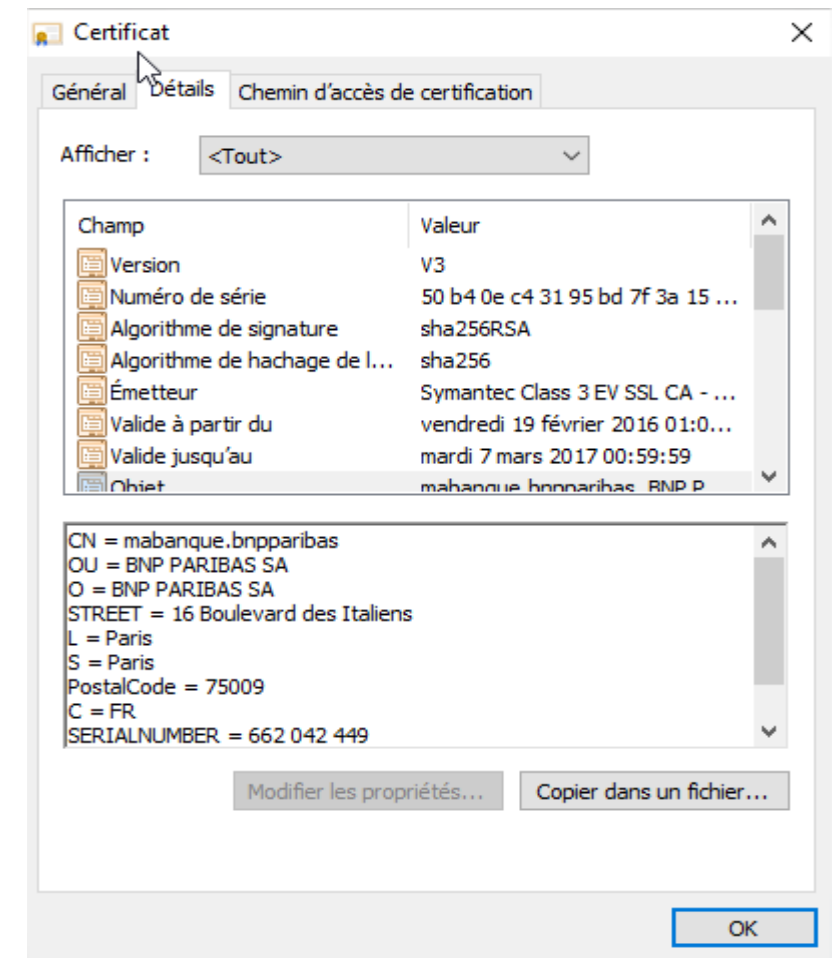 Certificat
Général Détails Chemin d'accès de certification
Afficher : <Tout>
Champ Valeur
Version V3
Numéro de série 50 b4 0e c4 31 95 bd 7f 3a 15 ...
Algorithme de signature sha256RSA
Algorithme de hachage de l... sha256
Émetteur Symantec Class 3 EV SSL CA - ...
Valide à partir du vendredi 19 février 2016 01:0...
Valide jusqu'au mardi 7 mars 2017 00:59:59
Objet mabanque.bnpparibas, BNP P
CN = mabanque.bnpparibas
OU = BNP PARIBAS SA
O = BNP PARIBAS SA
STREET = 16 Boulevard des Italiens
L = Paris
S = Paris
PostalCode = 75009
C = FR
SERIALNUMBER = 662 042 449
Modifier les propriétés... Copier dans un fichier...
OK